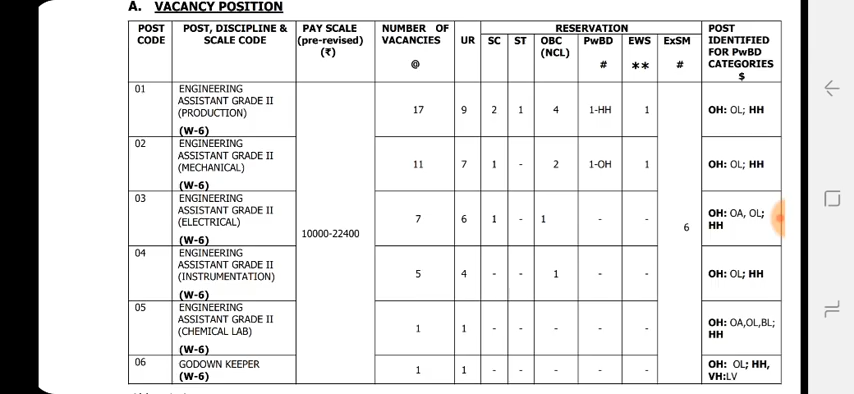 A. VACANCY POSITION
POST CODE | POST, DISCIPLINE & SCALE CODE | PAY SCALE (pre-revised) (₹) | NUMBER OF VACANCIES @ | RESERVATION | POST IDENTIFIED FOR PwBD CATEGORIES $
UR | SC | ST | OBC (NCL) | PwBD # | EWS ** | ExSM #
01 | ENGINEERING ASSISTANT GRADE II (PRODUCTION) (W-6) | 10000-22400 | 17 | 9 | 2 | 1 | 4 | 1-HH | 1 | 6 | OH: OL; HH
02 | ENGINEERING ASSISTANT GRADE II (MECHANICAL) (W-6) | 11 | 7 | 1 | - | 2 | 1-OH | 1 | OH: OL; HH
03 | ENGINEERING ASSISTANT GRADE II (ELECTRICAL) (W-6) | 7 | 6 | 1 | - | 1 | - | - | OH: OA, OL; HH
04 | ENGINEERING ASSISTANT GRADE II (INSTRUMENTATION) (W-6) | 5 | 4 | - | - | 1 | - | - | OH: OL; HH
05 | ENGINEERING ASSISTANT GRADE II (CHEMICAL LAB) (W-6) | 1 | 1 | - | - | - | - | - | OH: OA,OL,BL; HH
06 | GODOWN KEEPER (W-6) | 1 | 1 | - | - | - | - | - | OH: OL; HH, VH:LV